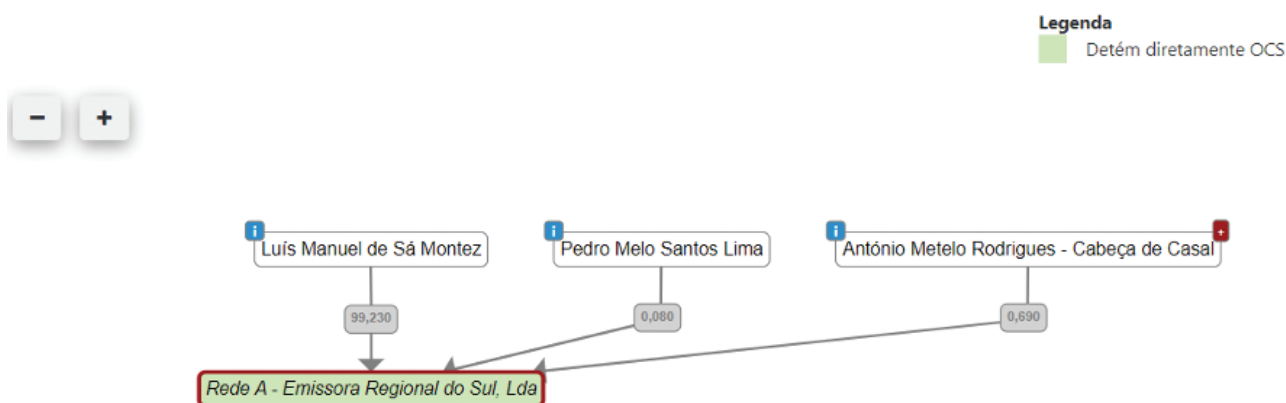 Legenda
Detém diretamente OCS
− +
i i i +
Luís Manuel de Sá Montez Pedro Melo Santos Lima António Metelo Rodrigues - Cabeça de Casal
99,230 0,080 0,690
Rede A - Emissora Regional do Sul, Lda